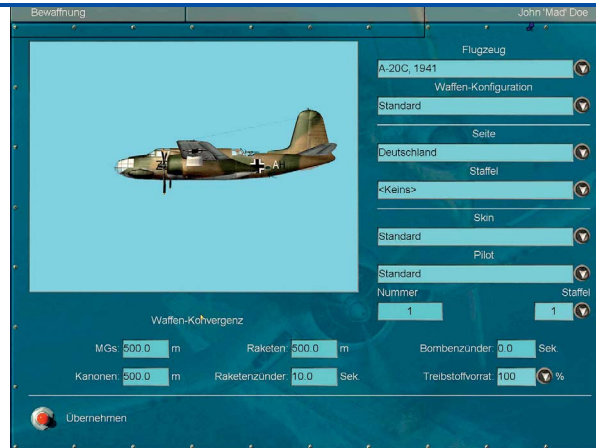 Bewaffnung
John 'Mad' Doe
Flugzeug
A-20C, 1941
Waffen-Konfiguration
Standard
Seite
Deutschland
Staffel
<Keins>
Skin
Standard
Pilot
Standard
Nummer Staffel
1 1
Waffen-Konvergenz
MGs: 500.0 m Raketen: 500.0 m Bombenzünder: 0.0 Sek.
Kanonen: 500.0 m Raketenzünder: 10.0 Sek. Treibstoffvorrat: 100 %
Übernehmen